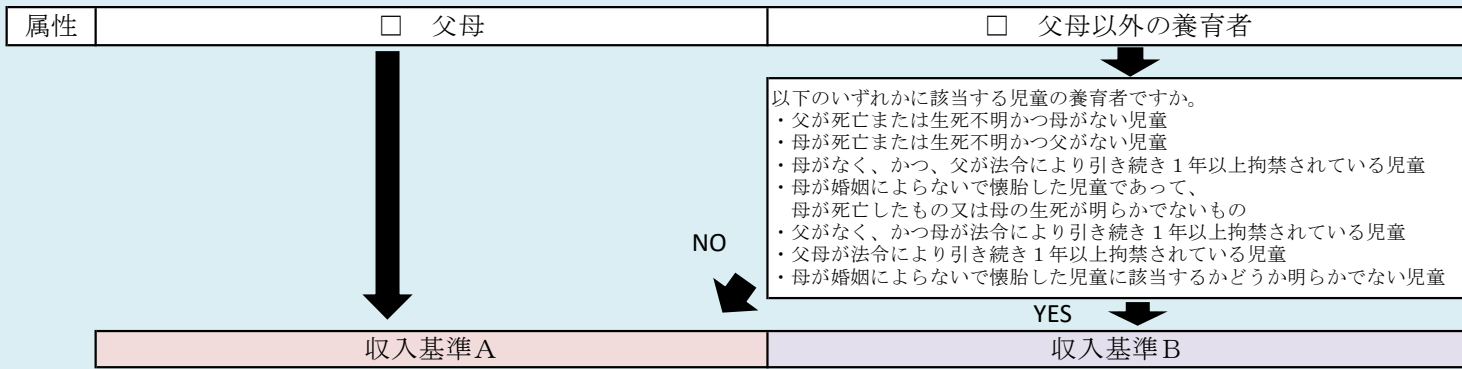 属性
□ 父母
□ 父母以外の養育者
以下のいずれかに該当する児童の養育者ですか。
・父が死亡または生死不明かつ母がない児童
・母が死亡または生死不明かつ父がない児童
・母がなく、かつ、父が法令により引き続き１年以上拘禁されている児童
・母が婚姻によらないで懐胎した児童であって、
母が死亡したもの又は母の生死が明らかでないもの
・父がなく、かつ母が法令により引き続き１年以上拘禁されている児童
・父母が法令により引き続き１年以上拘禁されている児童
・母が婚姻によらないで懐胎した児童に該当するかどうか明らかでない児童
NO
YES
収入基準Ａ
収入基準Ｂ